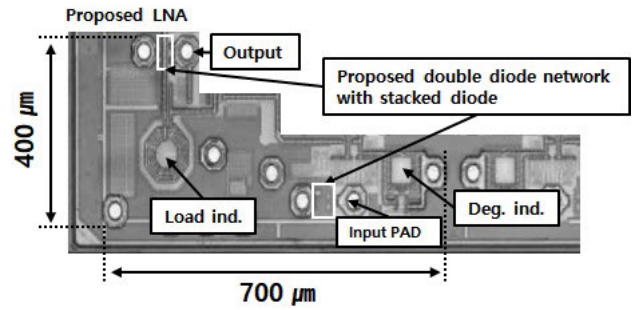 Proposed LNA
Output
Proposed double diode network
with stacked diode
400 ㎛
Load ind.
Input PAD
Deg. ind.
700 ㎛